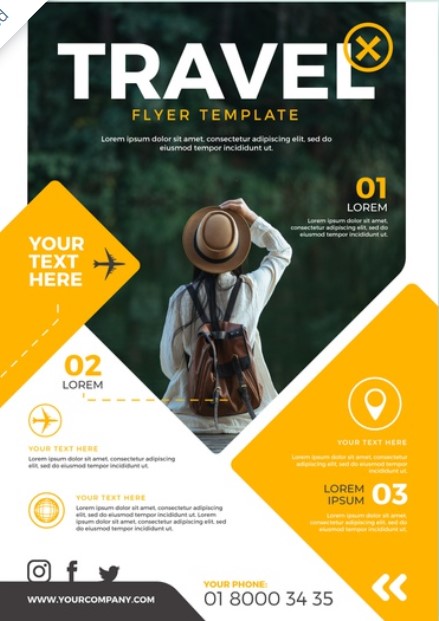 TRAVEL
FLYER TEMPLATE
Lorem ipsum dolor sit amet, consectetur adipiscing elit, sed do
eiusmod tempor incididunt ut.
01
LOREM
Lorem ipsum dolor sit amet,
consectetur adipiscing elit, sed do
eiusmod tempor incididunt ut.
YOUR
TEXT
HERE
02
LOREM
YOUR TEXT HERE
Lorem ipsum dolor sit amet, consectetur adipiscing
elit, sed do eiusmod tempor incididunt ut.
YOUR TEXT HERE
Lorem ipsum dolor sit amet, consectetur
adipiscing elit, sed do eiusmod tempor
incididunt ut. Lorem ipsum dolor sit amet,
consectetur adipiscing elit, sed do
eiusmod tempor incididunt ut.
YOUR TEXT HERE
Lorem ipsum dolor sit amet,
consectetur adipiscing elit, sed do
eiusmod tempor incididunt ut.
LOREM
IPSUM
03
Lorem ipsum dolor sit amet,
consectetur adipiscing elit, sed do
eiusmod tempor incididunt ut.
WWW.YOURCOMPANY.COM
YOUR PHONE:
01 8000 34 35